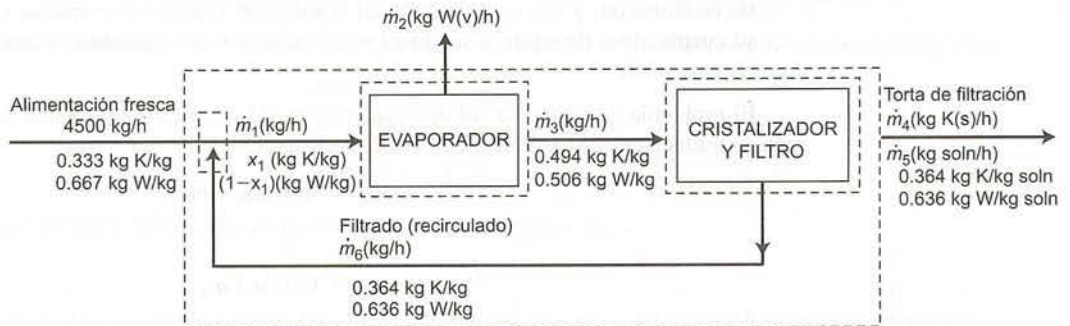 ṁ₂(kg W(v)/h)
Alimentación fresca
4500 kg/h
0.333 kg K/kg
0.667 kg W/kg
ṁ₁(kg/h)
x₁ (kg K/kg)
(1−x₁)(kg W/kg)
EVAPORADOR
ṁ₃(kg/h)
0.494 kg K/kg
0.506 kg W/kg
CRISTALIZADOR
Y FILTRO
Torta de filtración
ṁ₄(kg K(s)/h)
ṁ₅(kg soln/h)
0.364 kg K/kg soln
0.636 kg W/kg soln
Filtrado (recirculado)
ṁ₆(kg/h)
0.364 kg K/kg
0.636 kg W/kg